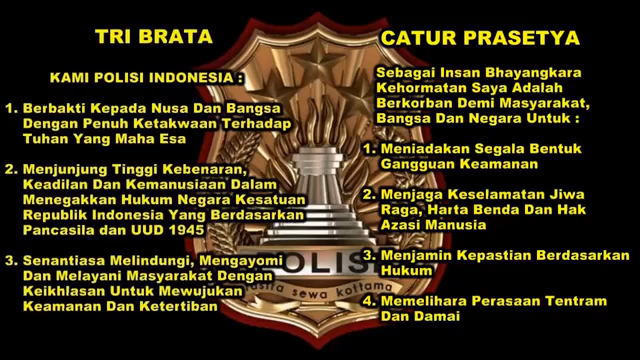 TRI BRATA
KAMI POLISI INDONESIA :
1. Berbakti Kepada Nusa Dan Bangsa
Dengan Penuh Ketakwaan Terhadap
Tuhan Yang Maha Esa
2. Menjunjung Tinggi Kebenaran,
Keadilan Dan Kemanusiaan Dalam
Menegakkan Hukum Negara Kesatuan
Republik Indonesia Yang Berdasarkan
Pancasila dan UUD 1945
3. Senantiasa Melindungi, Mengayomi
Dan Melayani Masyarakat Dengan
Keikhlasan Untuk Mewujukan
Keamanan Dan Ketertiban
CATUR PRASETYA
Sebagai Insan Bhayangkara
Kehormatan Saya Adalah
Berkorban Demi Masyarakat,
Bangsa Dan Negara Untuk :
1. Meniadakan Segala Bentuk
Gangguan Keamanan
2. Menjaga Keselamatan Jiwa
Raga, Harta Benda Dan Hak
Azasi Manusia
3. Menjamin Kepastian Berdasarkan
Hukum
4. Memelihara Perasaan Tentram
Dan Damai
POLISI
sewa kottama